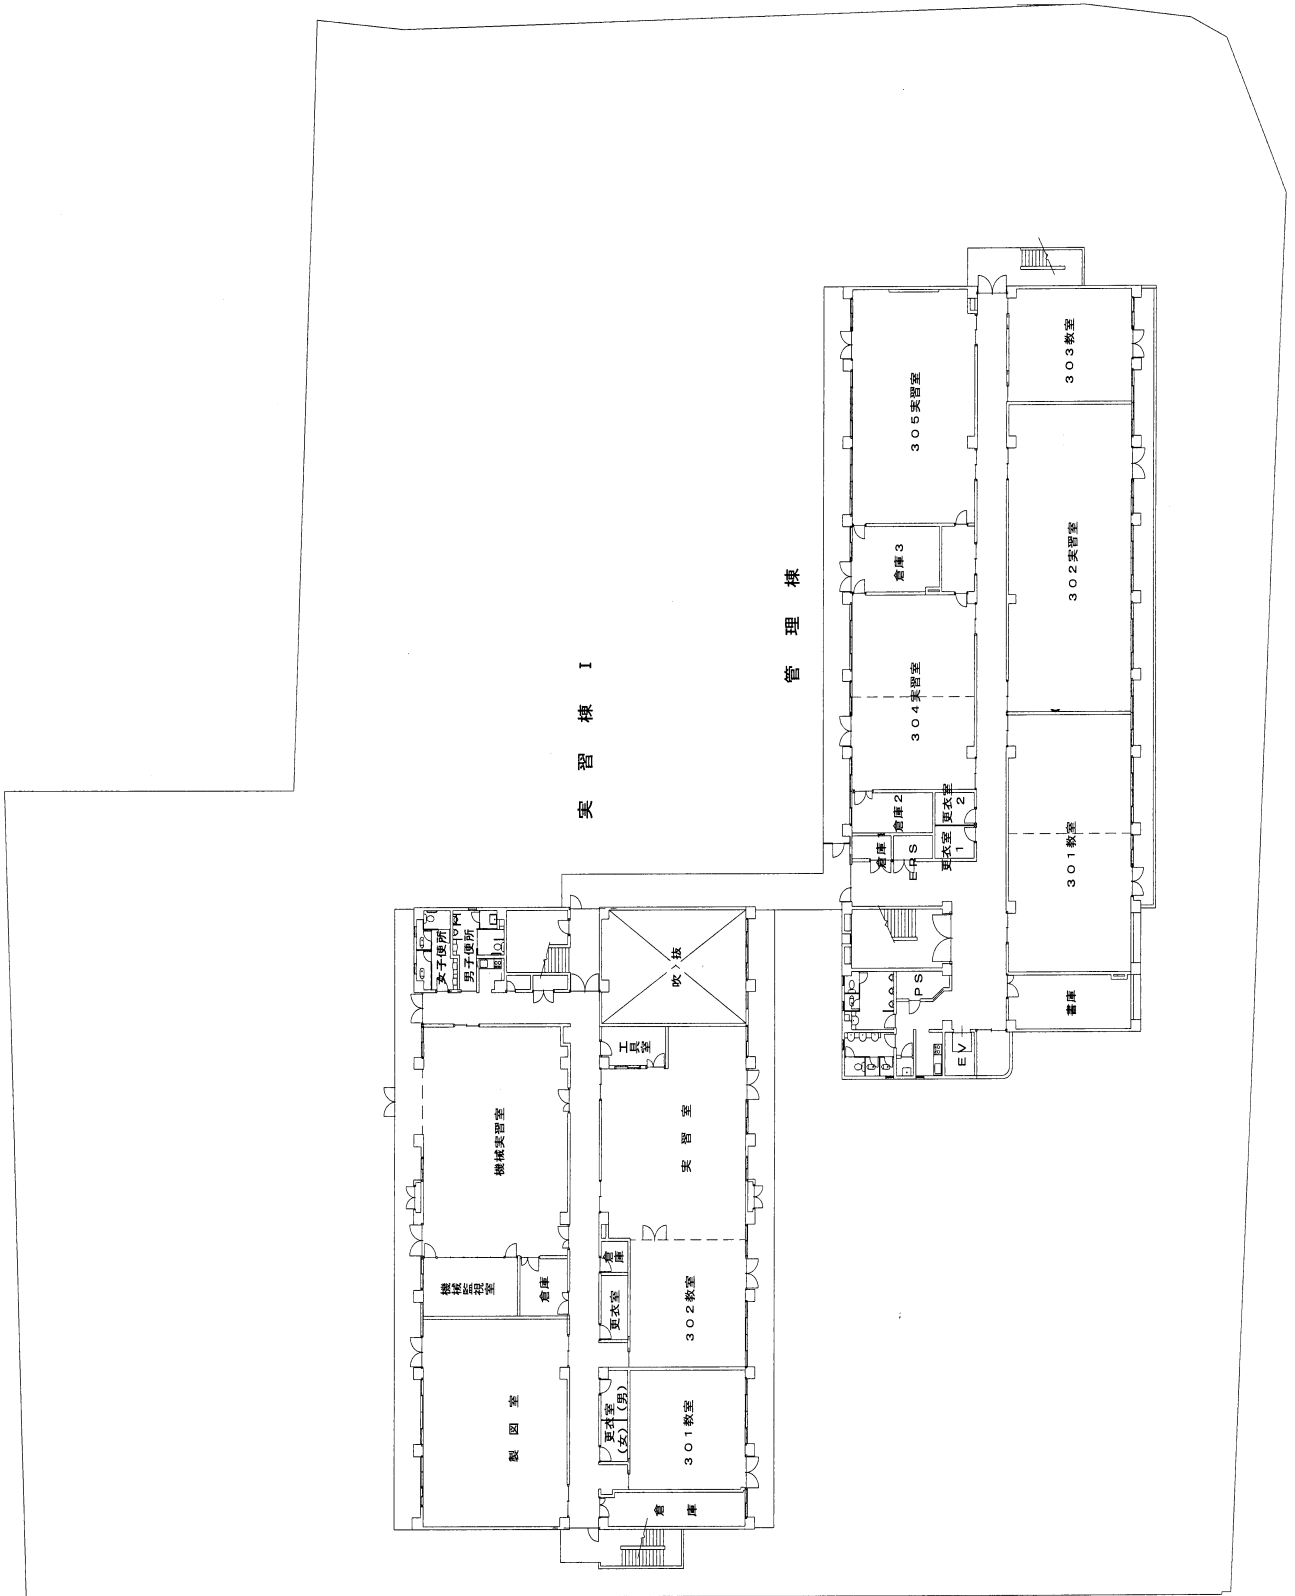 実習棟 I
女子便所
男子便所
吹抜
工具室
機械実習室
実習室
機械監視室
倉庫
倉庫
更衣室
302教室
製図室
更衣室
(女)(男)
301教室
倉庫
管理棟
305実習室
303教室
倉庫3
302実習室
304実習室
倉庫2
更衣室2
倉庫1
EPS
更衣室1
301教室
PS
書庫
EV